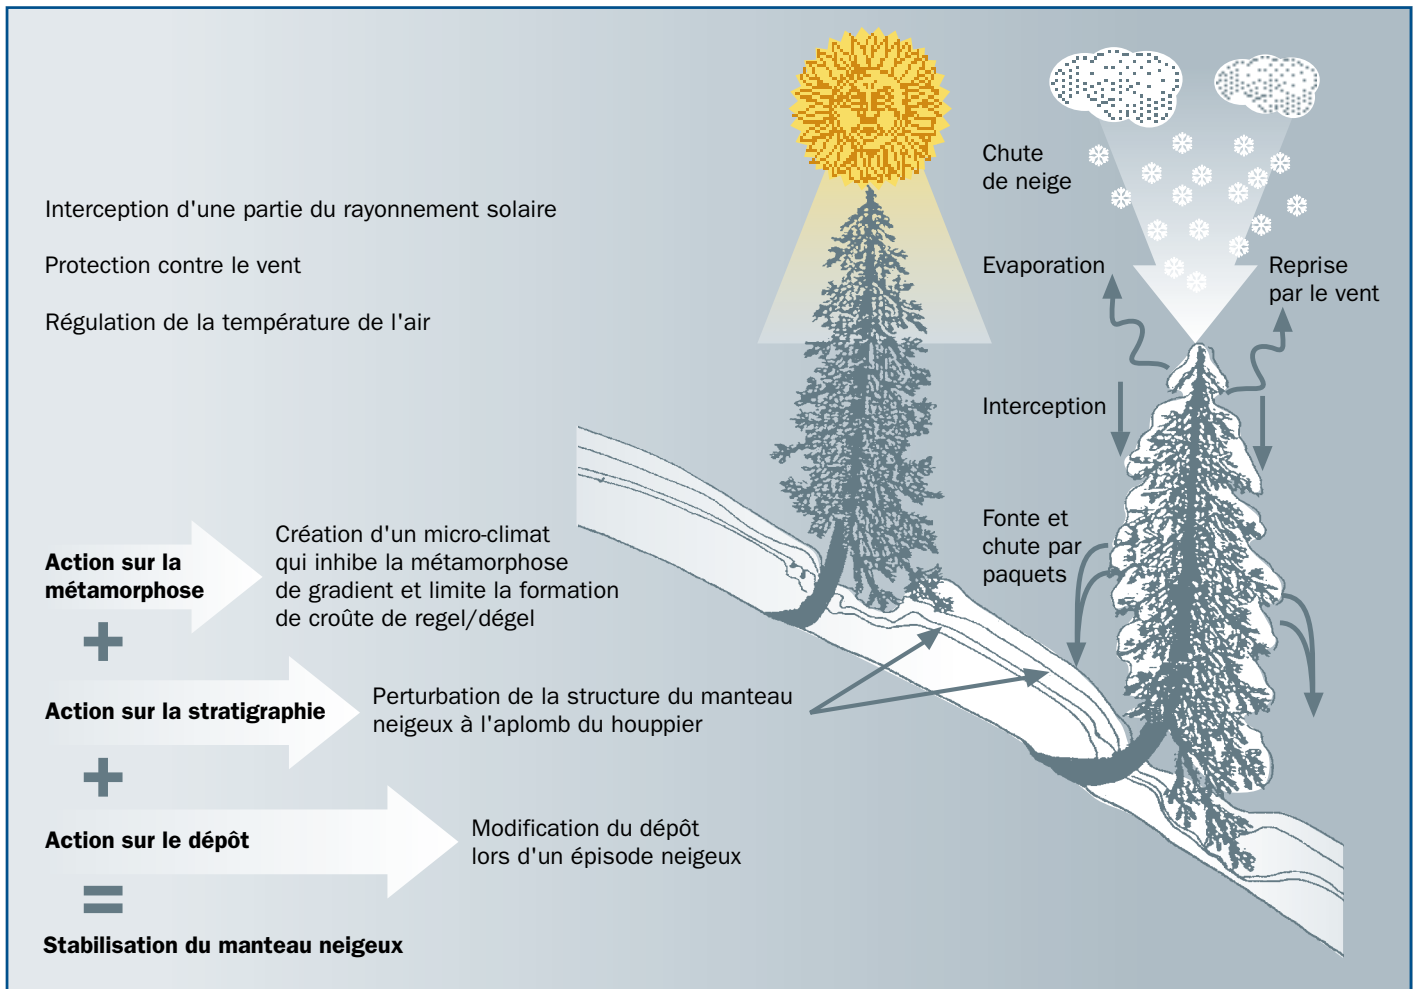 Interception d'une partie du rayonnement solaire
Protection contre le vent
Régulation de la température de l'air
Chute
de neige
Evaporation
Reprise
par le vent
Interception
Fonte et
chute par
paquets
Action sur la
métamorphose
Création d'un micro-climat
qui inhibe la métamorphose
de gradient et limite la formation
de croûte de regel/dégel
+
Action sur la stratigraphie
Perturbation de la structure du manteau
neigeux à l'aplomb du houppier
+
Action sur le dépôt
Modification du dépôt
lors d'un épisode neigeux
=
Stabilisation du manteau neigeux